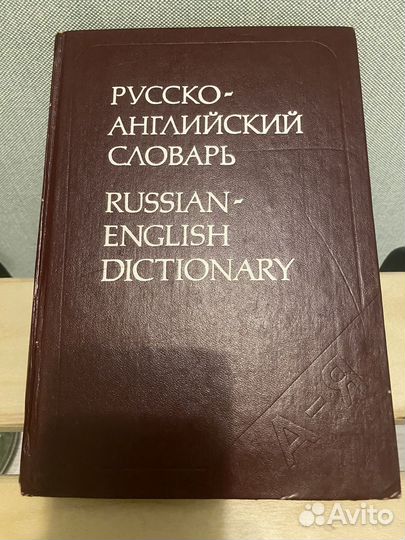 РУССКО-
АНГЛИЙСКИЙ
СЛОВАРЬ
RUSSIAN-
ENGLISH
DICTIONARY
А-Я
Avito